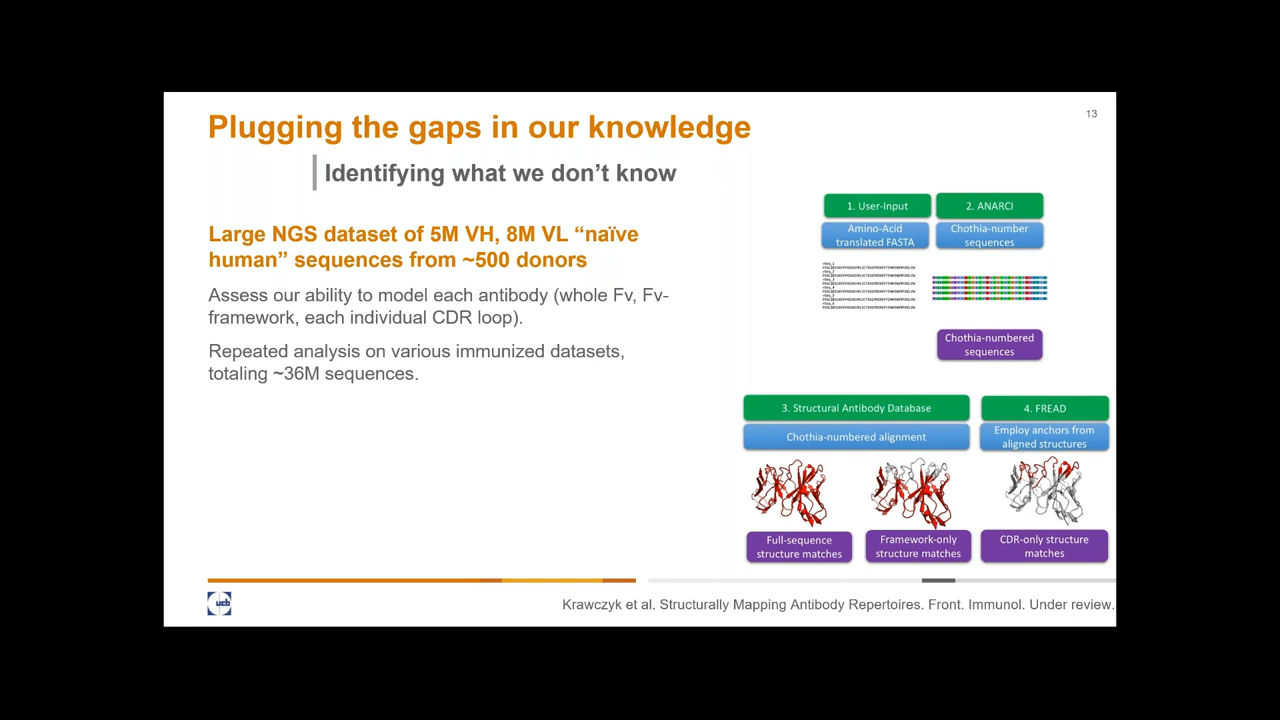 Plugging the gaps in our knowledge
13
Identifying what we don’t know
Large NGS dataset of 5M VH, 8M VL “naïve
human” sequences from ~500 donors
Assess our ability to model each antibody (whole Fv, Fv-
framework, each individual CDR loop).
Repeated analysis on various immunized datasets,
totaling ~36M sequences.
1. User-Input
Amino-Acid
translated FASTA
2. ANARCI
Chothia-number
sequences
Chothia-numbered
sequences
3. Structural Antibody Database
Chothia-numbered alignment
4. FREAD
Employ anchors from
aligned structures
Full-sequence
structure matches
Framework-only
structure matches
CDR-only structure
matches
ucb
Krawczyk et al. Structurally Mapping Antibody Repertoires. Front. Immunol. Under review.